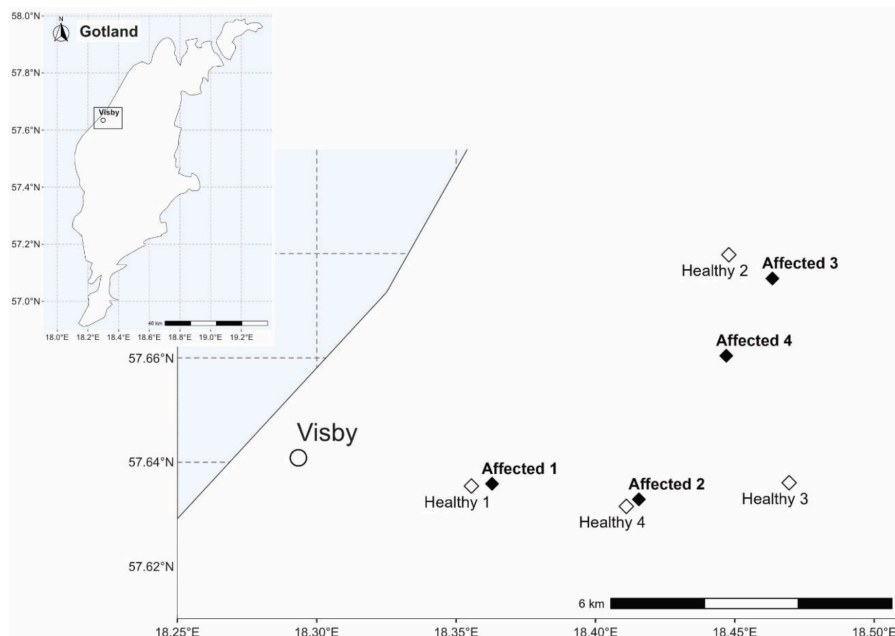 58.0°N
N
Gotland
57.8°N
Visby
57.6°N
57.4°N
57.2°N
57.0°N
46 km
18.0°E 18.2°E 18.4°E 18.6°E 18.8°E 19.0°E 19.2°E
Healthy 2
Affected 3
Affected 4
57.66°N
Visby
57.64°N
Affected 1
Healthy 1
Affected 2
Healthy 4
Healthy 3
57.62°N
6 km
18.25°E 18.30°E 18.35°E 18.40°E 18.45°E 18.50°E